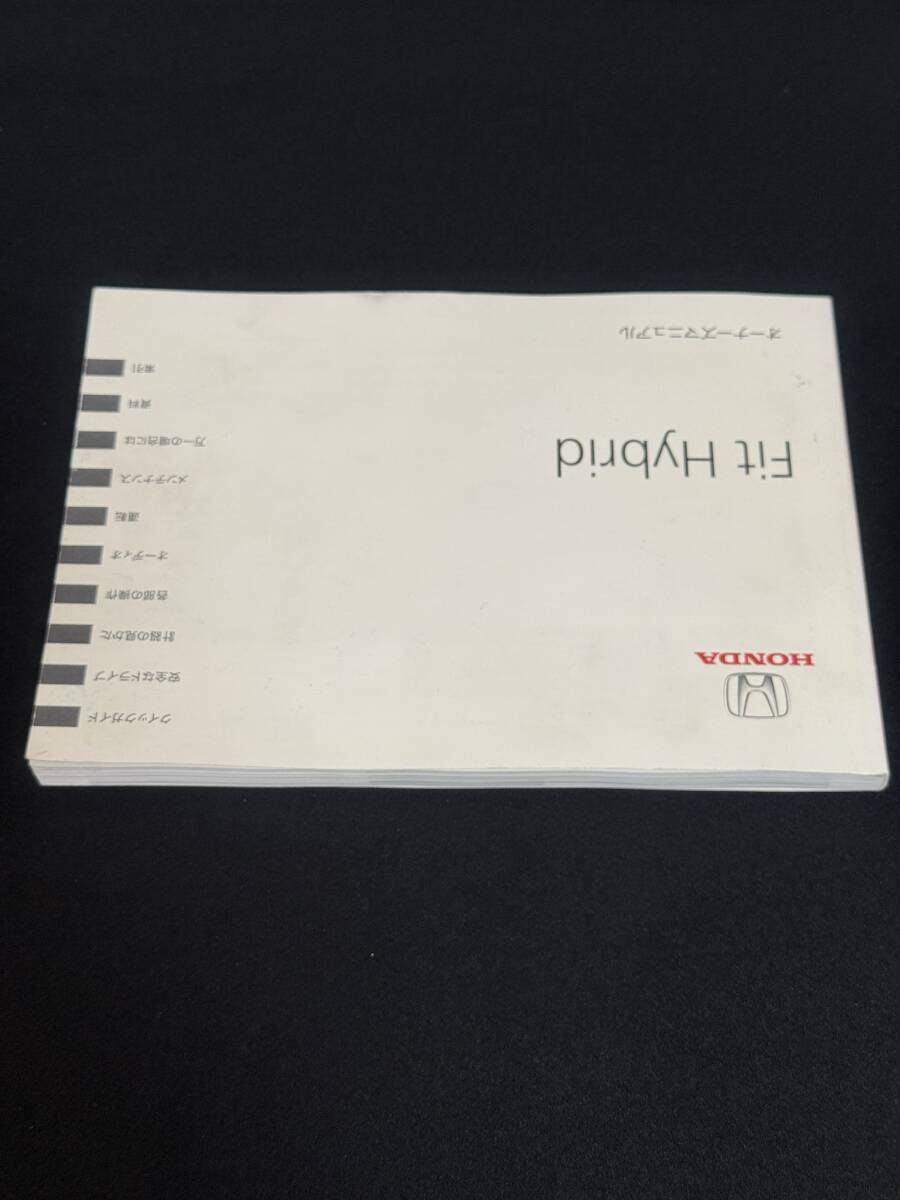 HONDA
Fit Hybrid
オーナーズマニュアル
クイックガイド
安全なドライブ
計器の見かた
各部の操作
オーディオ
運転
メンテナンス
万一の場合には
資料
索引